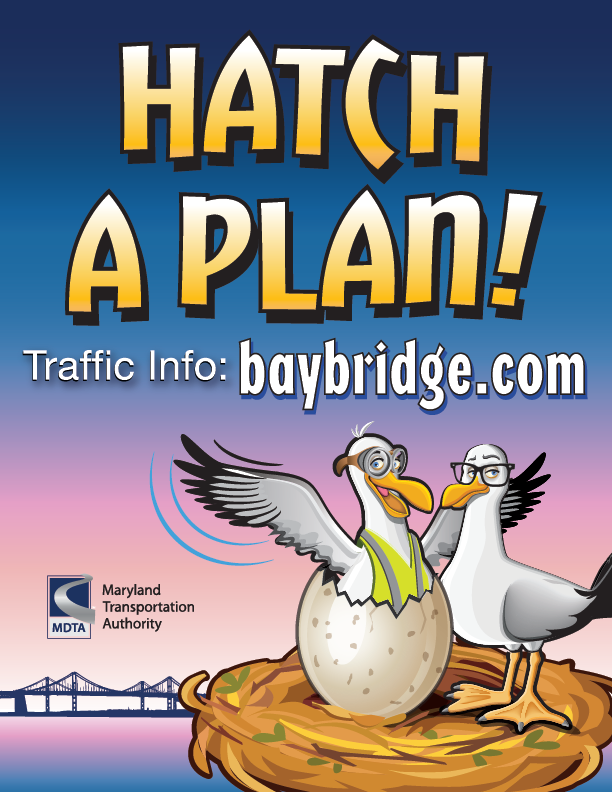 HATCH
A PLAN!
Traffic Info: baybridge.com
Maryland
Transportation
Authority
MDTA